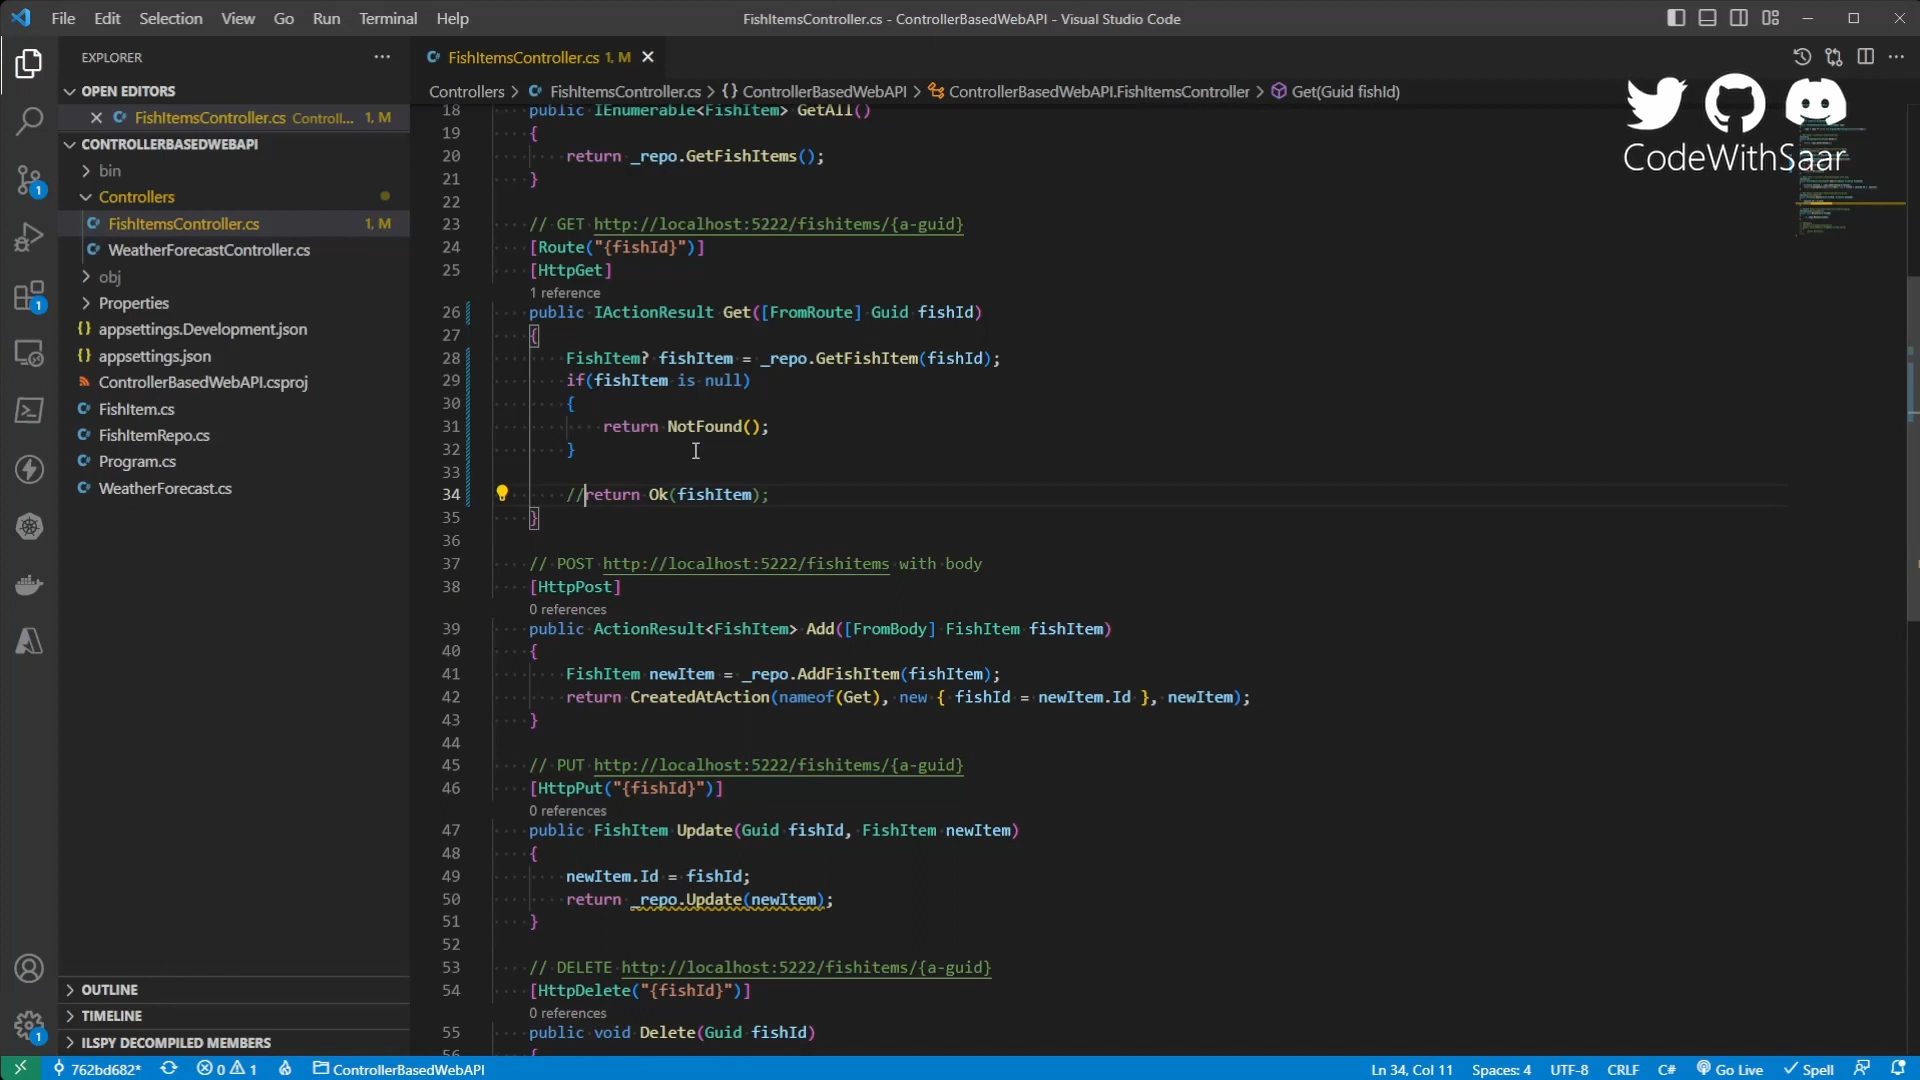 File Edit Selection View Go Run Terminal Help
FishItemsController.cs - ControllerBasedWebAPI - Visual Studio Code
EXPLORER
OPEN EDITORS
FishItemsController.cs Controll... 1, M
CONTROLLERBASEDWEBAPI
bin
Controllers
FishItemsController.cs 1, M
WeatherForecastController.cs
obj
Properties
appsettings.Development.json
appsettings.json
ControllerBasedWebAPI.csproj
FishItem.cs
FishItemRepo.cs
Program.cs
WeatherForecast.cs
OUTLINE
TIMELINE
ILSPY DECOMPILED MEMBERS
1
1
1
FishItemsController.cs 1, M
Controllers > FishItemsController.cs > {} ControllerBasedWebAPI > ControllerBasedWebAPI.FishItemsController > Get(Guid fishId)
CodeWithSaar
18 public IEnumerable<FishItem> GetAll()
19 {
20 return _repo.GetFishItems();
21 }
22
23 // GET http://localhost:5222/fishitems/{a-guid}
24 [Route("{fishId}")]
25 [HttpGet]
1 reference
26 public IActionResult Get([FromRoute] Guid fishId)
27 {
28 FishItem? fishItem = _repo.GetFishItem(fishId);
29 if(fishItem is null)
30 {
31 return NotFound();
32 }
33
34 //return Ok(fishItem);
35 }
36
37 // POST http://localhost:5222/fishitems with body
38 [HttpPost]
0 references
39 public ActionResult<FishItem> Add([FromBody] FishItem fishItem)
40 {
41 FishItem newItem = _repo.AddFishItem(fishItem);
42 return CreatedAtAction(nameof(Get), new { fishId = newItem.Id }, newItem);
43 }
44
45 // PUT http://localhost:5222/fishitems/{a-guid}
46 [HttpPut("{fishId}")]
0 references
47 public FishItem Update(Guid fishId, FishItem newItem)
48 {
49 newItem.Id = fishId;
50 return _repo.Update(newItem);
51 }
52
53 // DELETE http://localhost:5222/fishitems/{a-guid}
54 [HttpDelete("{fishId}")]
0 references
55 public void Delete(Guid fishId)
56 {
762bd682* 0 1 ControllerBasedWebAPI Ln 34, Col 11 Spaces: 4 UTF-8 CRLF C# Go Live Spell